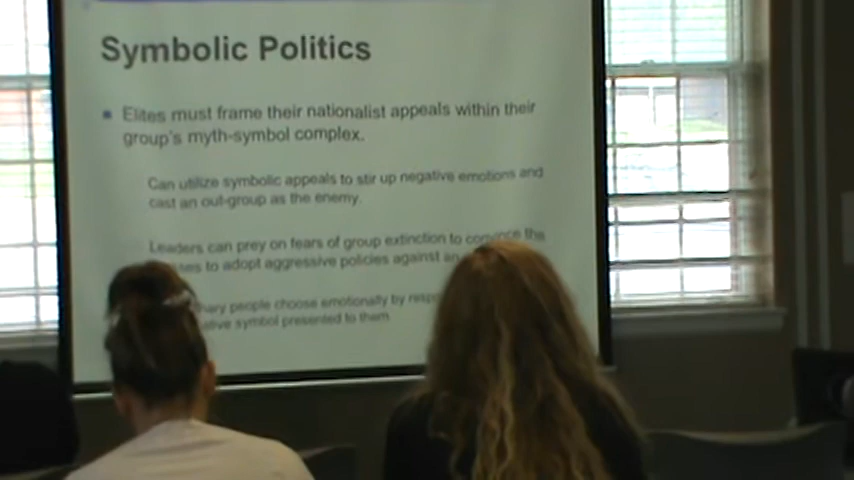 Symbolic Politics
Elites must frame their nationalist appeals within their
group's myth-symbol complex.
Can utilize symbolic appeals to stir up negative emotions and
cast an out-group as the enemy.
Leaders can prey on fears of group extinction to convince the
to adopt aggressive policies against an
people choose emotionally by
symbol presented to them.